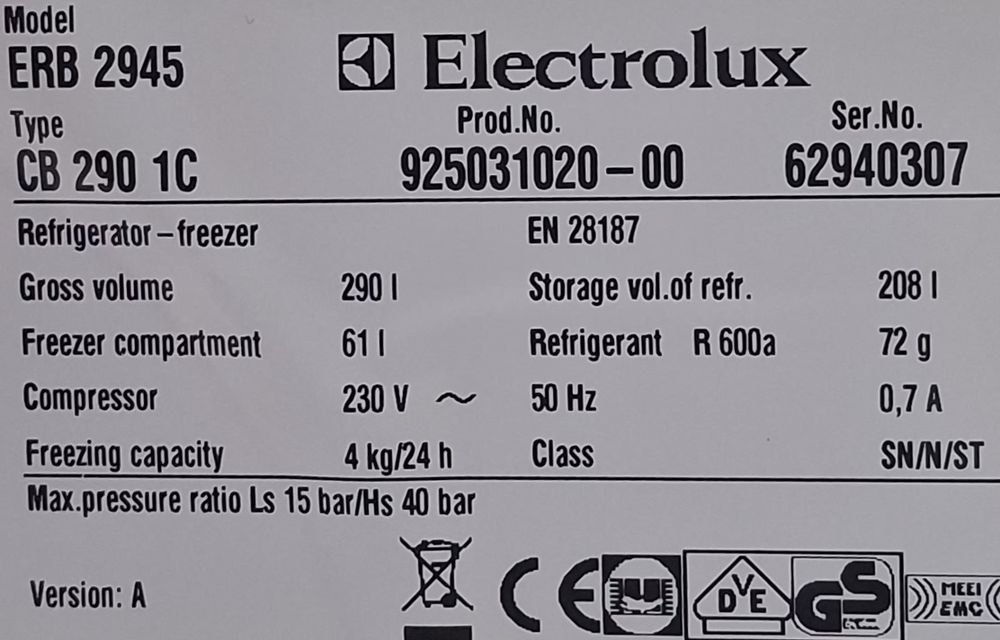 Model
ERB 2945
Electrolux
Type
Prod.No.
Ser.No.
CB 290 1C 925031020-00 62940307
Refrigerator-freezer EN 28187
Gross volume 290 l Storage vol.of refr. 208 l
Freezer compartment 61 l Refrigerant R 600a 72 g
Compressor 230 V ~ 50 Hz 0,7 A
Freezing capacity 4 kg/24 h Class SN/N/ST
Max.pressure ratio Ls 15 bar/Hs 40 bar
Version: A
CE
DVE
GS
MEEI
EMC